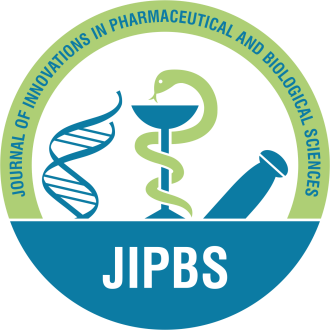 JOURNAL OF INNOVATIONS IN PHARMACEUTICAL AND BIOLOGICAL SCIENCES
JIPBS